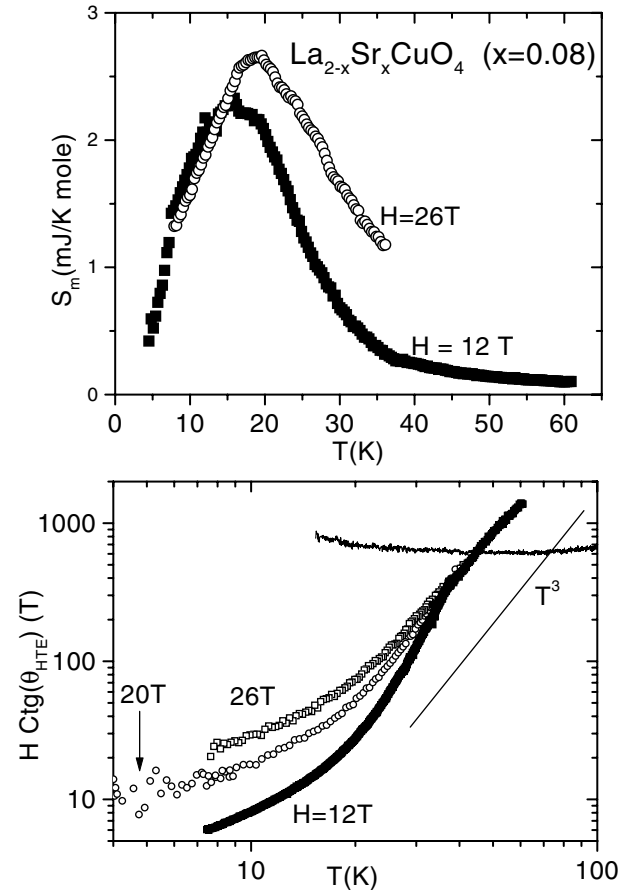 La₂₋ₓSrₓCuO₄ (x=0.08)
3
2
1
0
Sₘ(mJ/K mole)
H=26T
H = 12 T
0 10 20 30 40 50 60
T(K)
1000
100
10
H Ctg(θ_HTE) (T)
T³
20T
26T
H=12T
10 100
T(K)